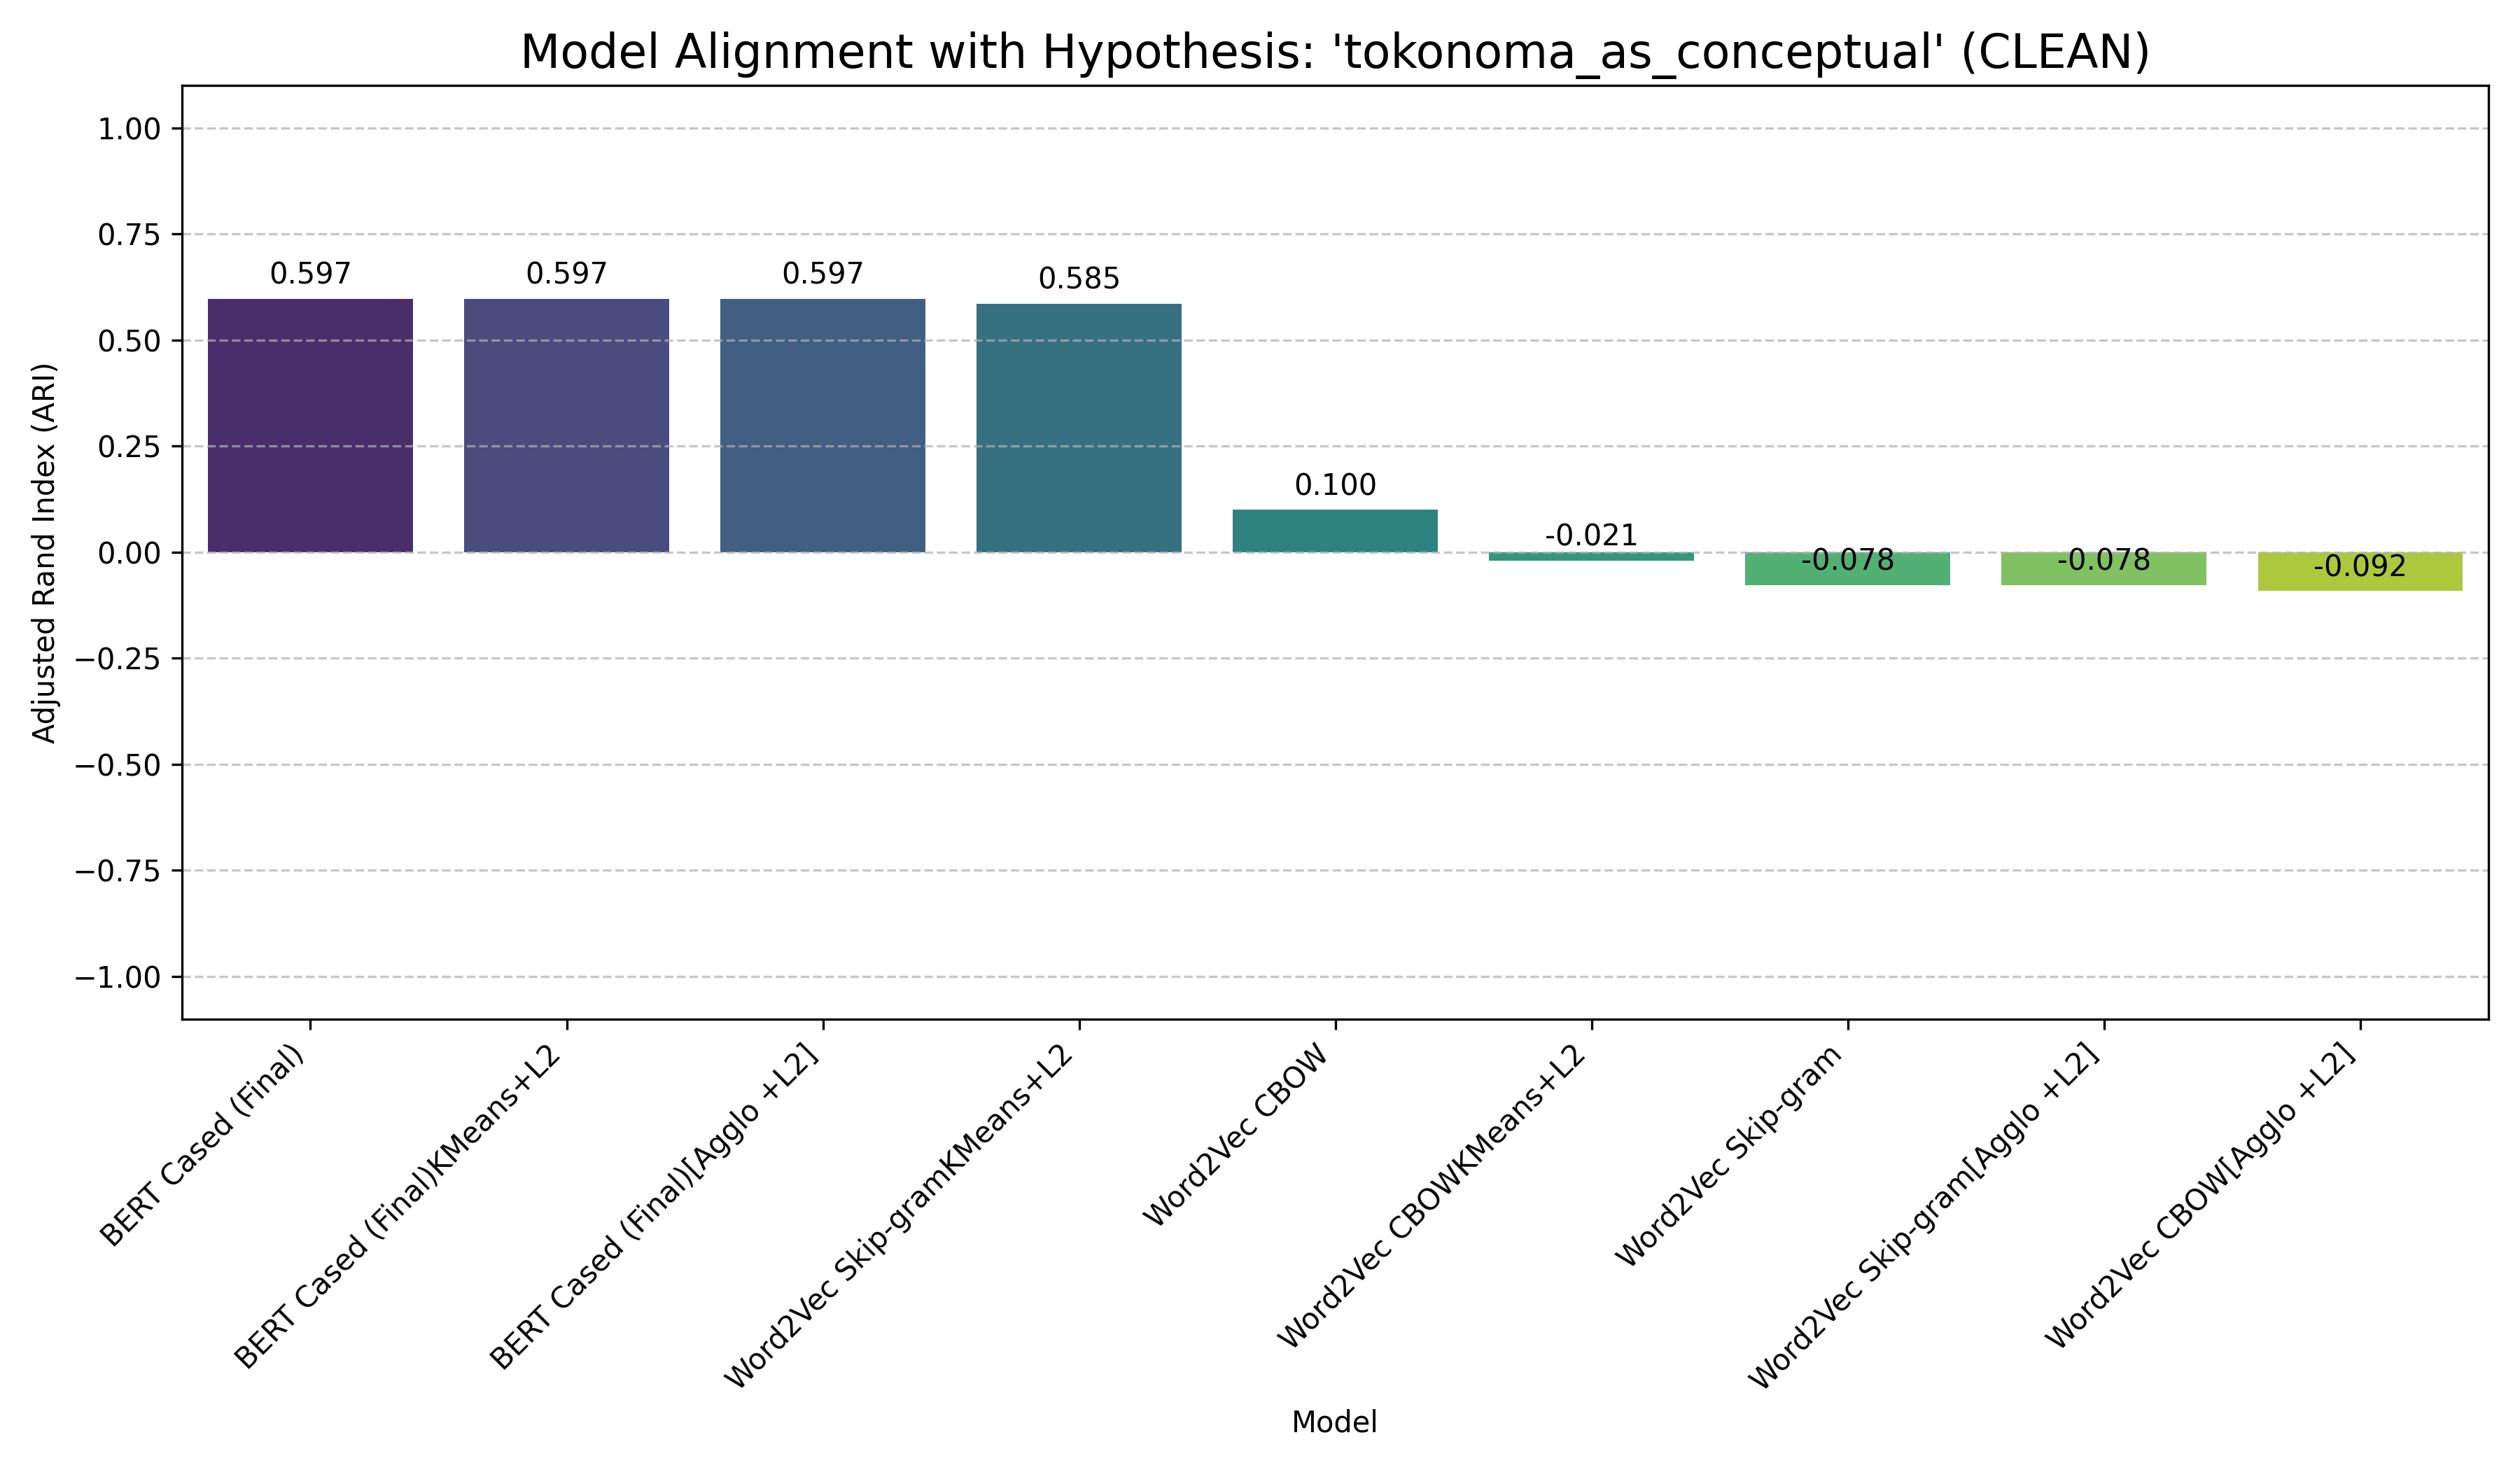 Model Alignment with Hypothesis: 'tokonoma_as_conceptual' (CLEAN)
Adjusted Rand Index (ARI)
1.00
0.75
0.50
0.25
0.00
−0.25
−0.50
−0.75
−1.00
0.597
0.597
0.597
0.585
0.100
-0.021
-0.078
-0.078
-0.092
BERT Cased (Final)
BERT Cased (Final)KMeans+L2
BERT Cased (Final)[Agglo +L2]
Word2Vec Skip-gramKMeans+L2
Word2Vec CBOW
Word2Vec CBOWKMeans+L2
Word2Vec Skip-gram
Word2Vec Skip-gram[Agglo +L2]
Word2Vec CBOW[Agglo +L2]
Model